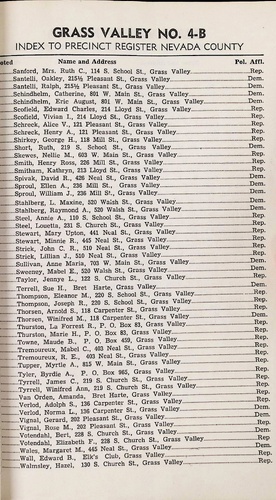 GRASS VALLEY NO. 4-B
INDEX TO PRECINCT REGISTER NEVADA COUNTY
oted Name and Address Pol. Affl.
Sanford, Mrs. Ruth C., 114 S. School St., Grass Valley Rep.
Santelli, Oakley, 215½ Pleasant St., Grass Valley Dem.
Santelli, Ralph, 215½ Pleasant St., Grass Valley Dem.
Schindhelm, Catherine, 801 W. Main St., Grass Valley Dem.
Schindhelm, Eric August, 801 W. Main St., Grass Valley Dem.
Scofield, Edward Charles, 214 Lloyd St., Grass Valley Rep.
Scofield, Vivian I., 214 Lloyd St., Grass Valley Rep.
Schreck, Alice V., 121 Pleasant St., Grass Valley Rep.
Schreck, Henry A., 121 Pleasant St., Grass Valley Rep.
Shirkey, George H., 118 Mill St., Grass Valley Rep.
Short, Ruth, 219 S. School St., Grass Valley Dem.
Skewes, Nellie M., 603 W. Main St., Grass Valley Rep.
Smith, Henry Ross, 226 Mill St., Grass Valley Rep.
Smitham, Kathryn, 213 Lloyd St., Grass Valley Rep.
Spivak, David R., 426 Neal St., Grass Valley Dem.
Sproul, Ellen A., 236 Mill St., Grass Valley Rep.
Sproul, William J., 236 Mill St., Grass Valley Rep.
Stahlberg, L. Maxine, 520 Walsh St., Grass Valley Dem.
Stahlberg, Raymond A., 520 Walsh St., Grass Valley Dem.
Steel, Annie A., 110 S. School St., Grass Valley Rep.
Steel, Louetta, 231 S. Church St., Grass Valley Rep.
Stewart, Mary Upton, 441 Neal St., Grass Valley Rep.
Stewart, Minnie R., 445 Neal St., Grass Valley Rep.
Strick, John C. R., 510 Neal St., Grass Valley Rep.
Strick, Lillian J., 510 Neal St., Grass Valley Rep.
Sullivan, Anne Maria, 703 W. Main St., Grass Valley Dem.
Sweeney, Mabel E., 520 Walsh St., Grass Valley Dem.
Taylor, Jennye L., 122 S. Church St., Grass Valley Rep.
Terrell, Sue H., Bret Harte, Grass Valley Dem.
Thompson, Eleanor M., 220 S. School St., Grass Valley Rep.
Thompson, Joseph R., 220 S. School St., Grass Valley Rep.
Thorsen, Arnold S., 118 Carpenter St., Grass Valley Dem.
Thorsen, Winifred M., 118 Carpenter St., Grass Valley Dem.
Thurston, La Forrest R., P. O. Box 83, Grass Valley Rep.
Thurston, Marie H., P. O. Box 83, Grass Valley Rep.
Towne, Maude B., P. O. Box 459, Grass Valley Rep.
Tremoureux, Mabel C., 403 Neal St., Grass Valley Rep.
Tremoureux, R. E., 403 Neal St., Grass Valley Rep.
Tupper, Myrtle A., 815 W. Main St., Grass Valley Dem.
Tyler, Byrdie A., P. O. Box 985, Grass Valley Rep.
Tyrrell, James C., 219 S. Church St., Grass Valley Rep.
Tyrrell, Winifred Ann, 219 S. Church St., Grass Valley Rep.
Van Orden, Amanda, Bret Harte, Grass Valley Rep.
Verlod, Adolph S., 136 Carpenter St., Grass Valley Rep.
Verlod, Norma L., 136 Carpenter St., Grass Valley Dem.
Vignal, Gerard, 202 Pleasant St., Grass Valley Dem.
Vignal, Rose M., 202 Pleasant St., Grass Valley Dem.
Votendahl, Bert, 228 S. Church St., Grass Valley Dem.
Votendahl, Elizabeth F., 228 S. Church St., Grass Valley Rep.
Wales, Margaret M., 445 Neal St., Grass Valley Dem.
Wall, Edward B., Elk's Club, Grass Valley Rep.
Walmsley, Hazel, 130 S. Church St., Grass Valley Rep.